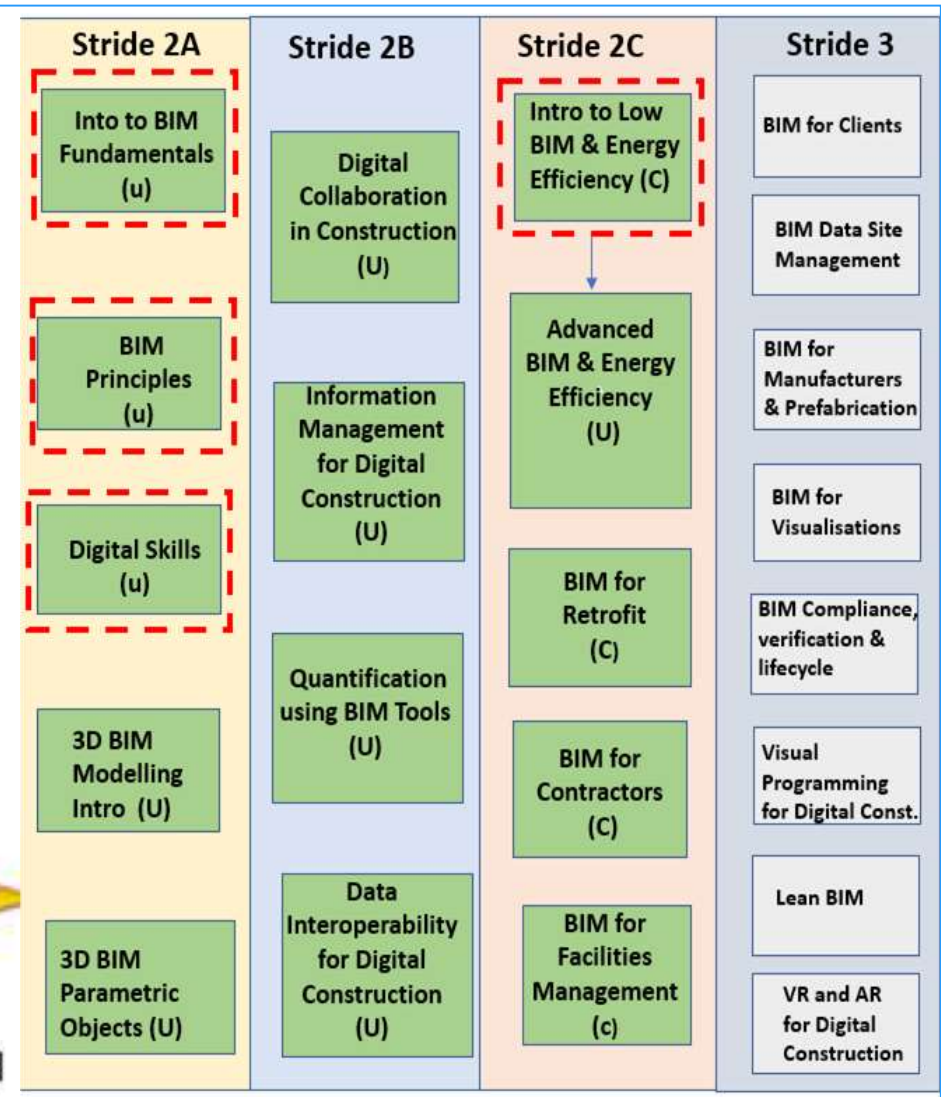 Stride 2A
Into to BIM
Fundamentals
(u)
BIM
Principles
(u)
Digital Skills
(u)
3D BIM
Modelling
Intro (U)
3D BIM
Parametric
Objects (U)
Stride 2B
Digital
Collaboration
in Construction
(U)
Information
Management
for Digital
Construction
(U)
Quantification
using BIM Tools
(U)
Data
Interoperability
for Digital
Construction
(U)
Stride 2C
Intro to Low
BIM & Energy
Efficiency (C)
Advanced
BIM & Energy
Efficiency
(U)
BIM for
Retrofit
(C)
BIM for
Contractors
(C)
BIM for
Facilities
Management
(c)
Stride 3
BIM for Clients
BIM Data Site
Management
BIM for
Manufacturers
& Prefabrication
BIM for
Visualisations
BIM Compliance,
verification &
lifecycle
Visual
Programming
for Digital Const.
Lean BIM
VR and AR
for Digital
Construction